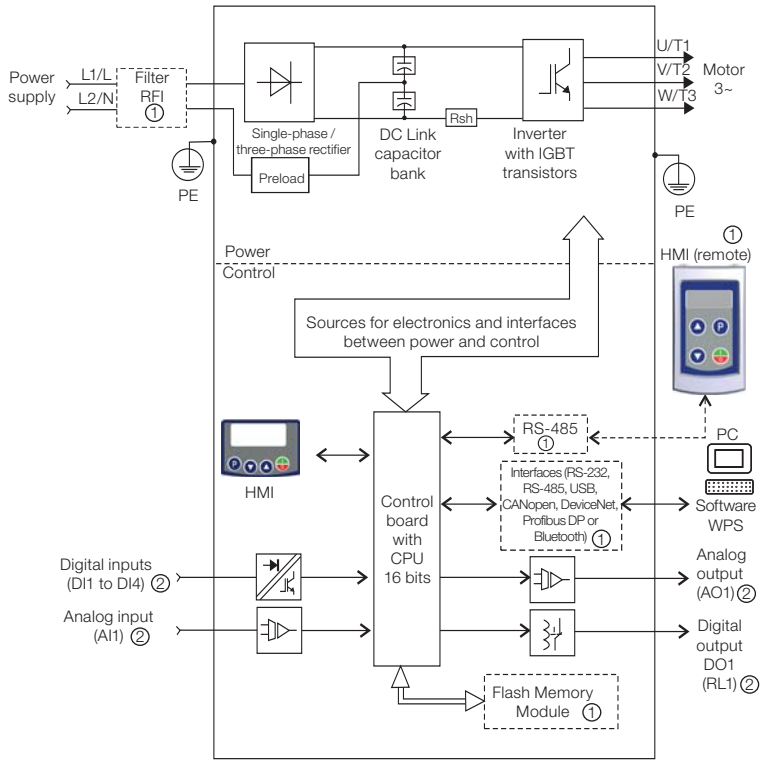 Power
supply
L1/L
L2/N
Filter
RFI
①
PE
Single-phase /
three-phase rectifier
Preload
DC Link
capacitor
bank
Rsh
Inverter
with IGBT
transistors
U/T1
V/T2
W/T3
Motor
3~
PE
Power
Control
①
HMI (remote)
P
Sources for electronics and interfaces
between power and control
P
HMI
Control
board
with
CPU
16 bits
RS-485
①
Interfaces (RS-232,
RS-485, USB,
CANopen, DeviceNet,
Profibus DP or
Bluetooth) ①
PC
Software
WPS
Digital inputs
(DI1 to DI4) ②
Analog input
(AI1) ②
Analog
output
(AO1) ②
Digital
output
DO1
(RL1) ②
Flash Memory
Module ①